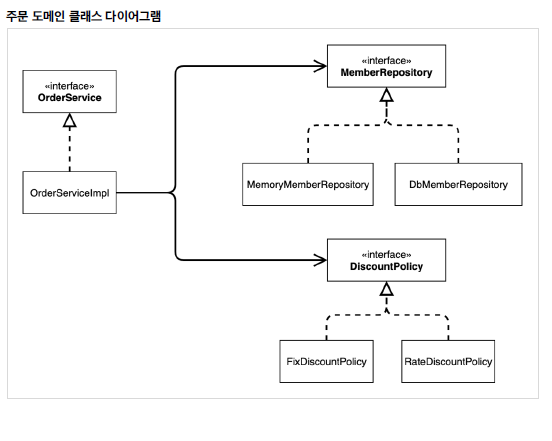 주문 도메인 클래스 다이어그램
«interface»
OrderService
OrderServiceImpl
«interface»
MemberRepository
MemoryMemberRepository
DbMemberRepository
«interface»
DiscountPolicy
FixDiscountPolicy
RateDiscountPolicy